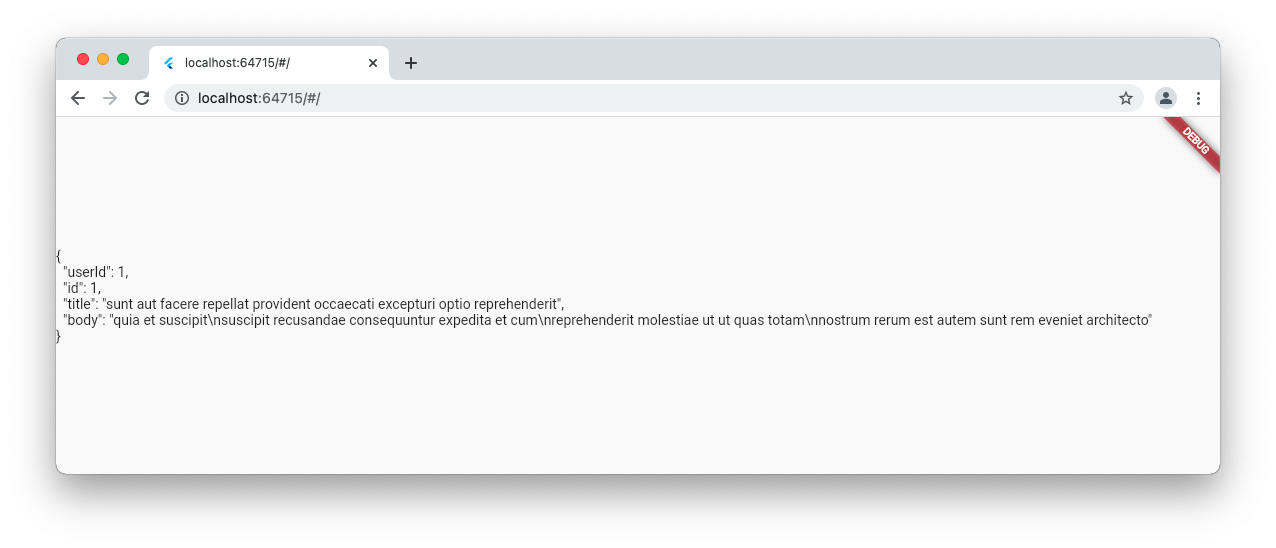 localhost:64715/#/
localhost:64715/#/
DEBUG
{
"userId": 1,
"id": 1,
"title": "sunt aut facere repellat provident occaecati excepturi optio reprehenderit",
"body": "quia et suscipit\nsuscipit recusandae consequuntur expedita et cum\nreprehenderit molestiae ut ut quas totam\nnostrum rerum est autem sunt rem eveniet architecto"
}